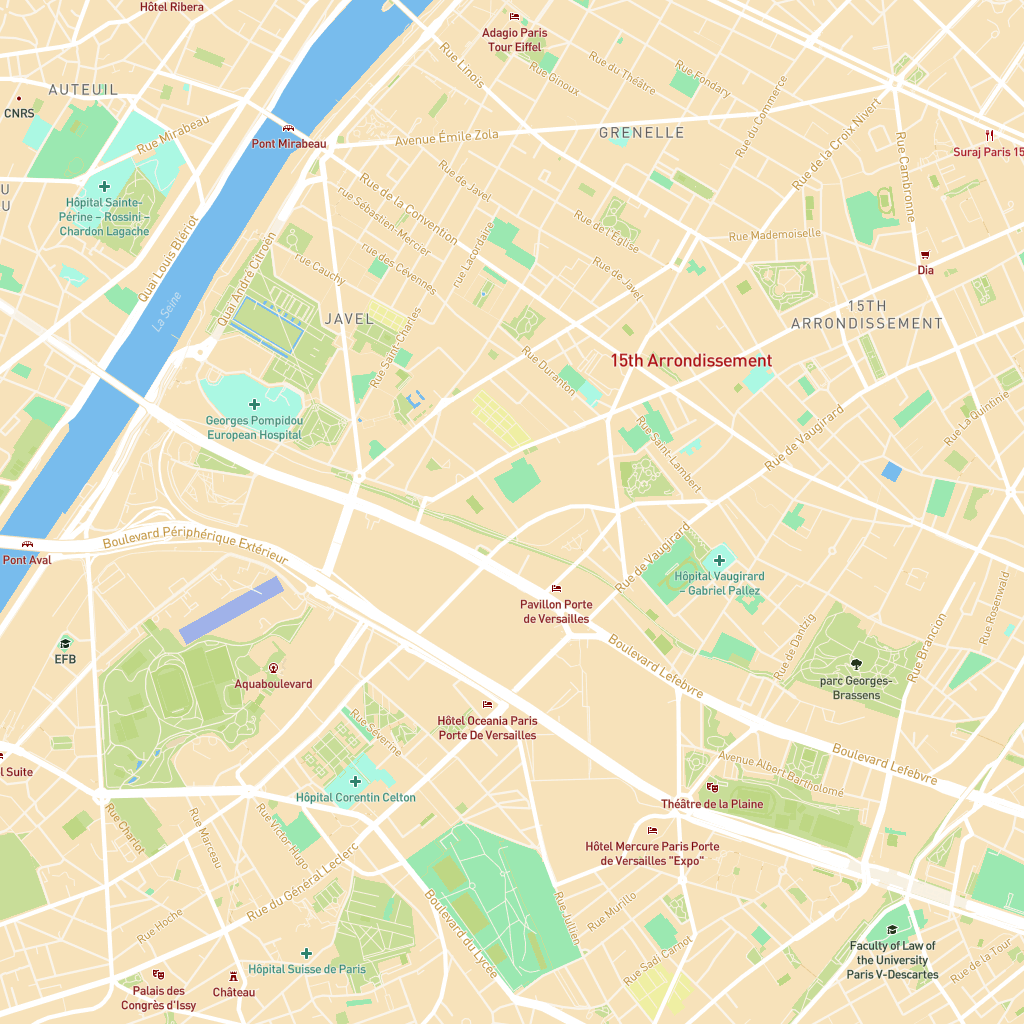 Hôtel Ribera
Adagio Paris
Tour Eiffel
Rue Linois
Rue Ginoux
Rue du Théâtre
Rue Fondary
Rue du Commerce
AUTEUIL
CNRS
Rue Mirabeau
Pont Mirabeau
Avenue Émile Zola
GRENELLE
Rue de la Croix Nivert
Rue Cambronne
Suraj Paris 15
Hôpital Sainte-
Périne – Rossini –
Chardon Lagache
U
U
rue Sébastien-Mercer
Rue de la Convention
Rue de Javel
Rue de l'Église
Rue Mademoiselle
Quai Louis Blériot
Quai André Citroën
rue Cauchy
rue des Cévennes
rue Lacordaire
Rue de Javel
Dia
La Seine
JAVEL
Rue Saint-Charles
15TH
ARRONDISSEMENT
Rue Duranton
15th Arrondissement
Georges Pompidou
European Hospital
Rue Saint-Lambert
Rue de Vaugirard
Rue La Quintinie
Boulevard Périphérique Extérieur
Pont Aval
Rue de Vaugirard
Hôpital Vaugirard
– Gabriel Pallez
Pavillon Porte
de Versailles
Rue Rosenwald
EFB
Aquaboulevard
Boulevard Lefebvre
Rue de Dantzig
Rue Brancion
parc Georges-
Brassens
Hôtel Oceania Paris
Porte De Versailles
Rue Séverine
l Suite
Boulevard Lefebvre
Avenue Albert Bartholomé
Hôpital Corentin Celton
Théâtre de la Plaine
Rue Charlot
Rue Marceau
Rue Victor Hugo
Rue du Général Leclerc
Hôtel Mercure Paris Porte
de Versailles "Expo"
Boulevard du Lycée
Rue Jullien
Rue Murillo
Rue Hoche
Rue Sadi Carnot
Hôpital Suisse de Paris
Faculty of Law of
the University
Paris V-Descartes
Rue de la Tour
Palais des
Congrès d'Issy
Château